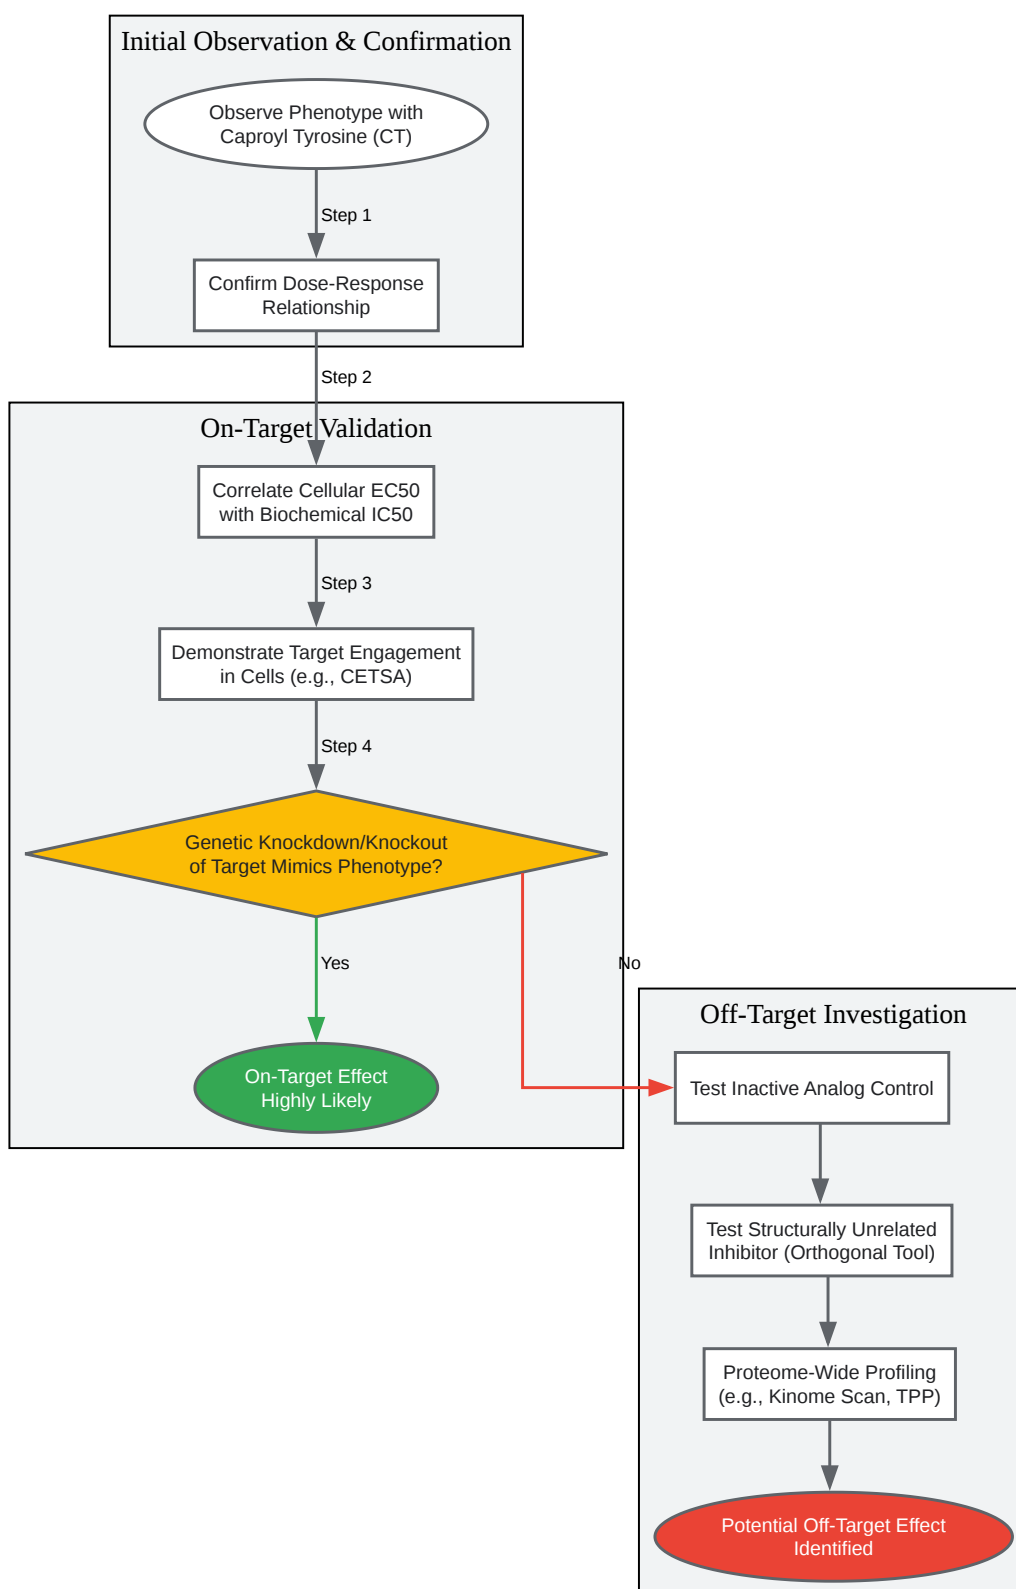 Initial Observation & Confirmation
Observe Phenotype with
Caproyl Tyrosine (CT)
Step 1
Confirm Dose-Response
Relationship
Step 2
On-Target Validation
Correlate Cellular EC50
with Biochemical IC50
Step 3
Demonstrate Target Engagement
in Cells (e.g., CETSA)
Step 4
Genetic Knockdown/Knockout
of Target Mimics Phenotype?
Yes
No
On-Target Effect
Highly Likely
Off-Target Investigation
Test Inactive Analog Control
Test Structurally Unrelated
Inhibitor (Orthogonal Tool)
Proteome-Wide Profiling
(e.g., Kinome Scan, TPP)
Potential Off-Target Effect
Identified